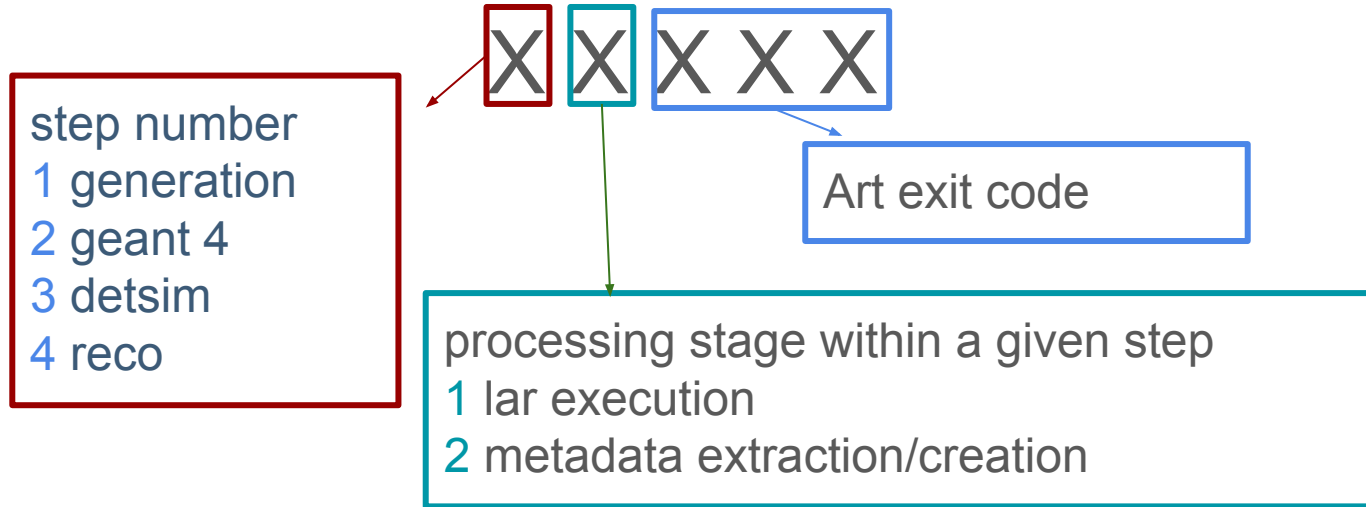 X X X X X
step number
1 generation
2 geant 4
3 detsim
4 reco
Art exit code
processing stage within a given step
1 lar execution
2 metadata extraction/creation